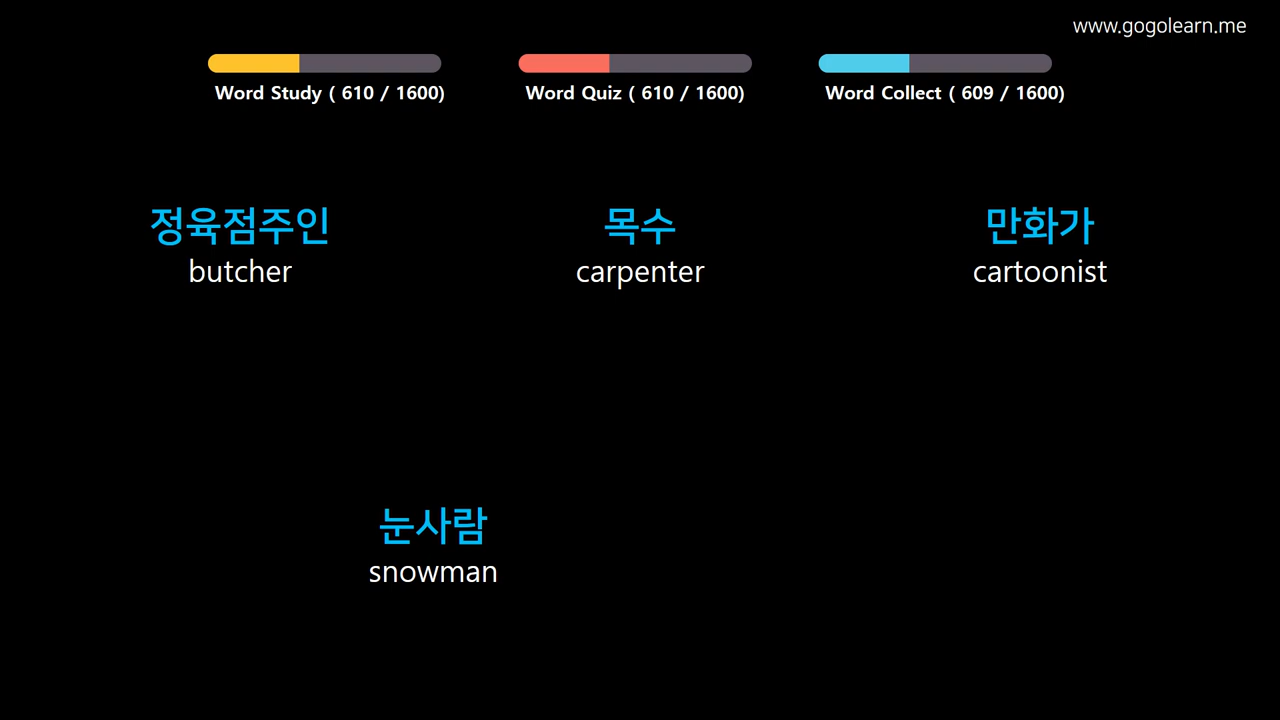 www.gogolearn.me
Word Study ( 610 / 1600)
Word Quiz ( 610 / 1600)
Word Collect ( 609 / 1600)
정육점주인
butcher
목수
carpenter
만화가
cartoonist
눈사람
snowman